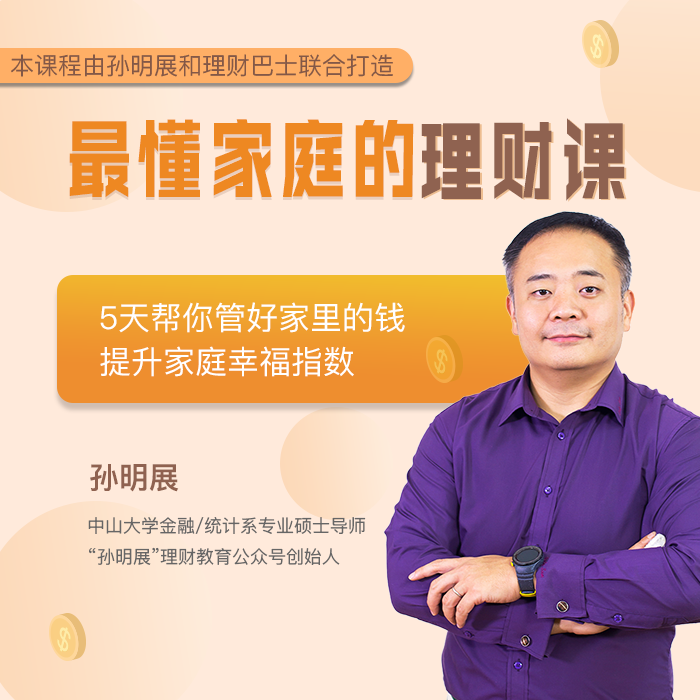 本课程由孙明展和理财巴士联合打造
最懂家庭的理财课
5天帮你管好家里的钱
提升家庭幸福指数
孙明展
中山大学金融/统计系专业硕士导师
“孙明展”理财教育公众号创始人